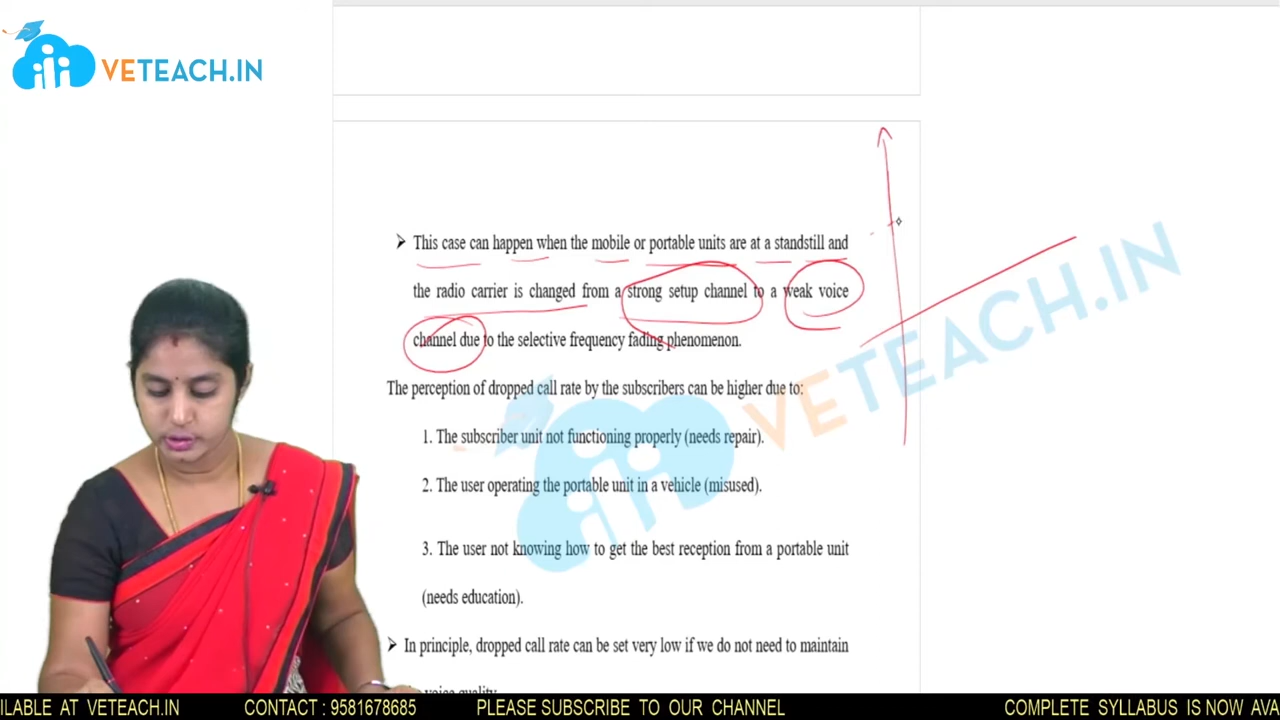 VETEACH.IN
➢ This case can happen when the mobile or portable units are at a standstill and
the radio carrier is changed from a strong setup channel to a weak voice
channel due to the selective frequency fading phenomenon.
The perception of dropped call rate by the subscribers can be higher due to:
1. The subscriber unit not functioning properly (needs repair).
2. The user operating the portable unit in a vehicle (misused).
3. The user not knowing how to get the best reception from a portable unit
(needs education).
➢ In principle, dropped call rate can be set very low if we do not need to maintain
voice quality
VETEACH.IN
ILABLE AT VETEACH.IN CONTACT : 9581678685 PLEASE SUBSCRIBE TO OUR CHANNEL COMPLETE SYLLABUS IS NOW AVA